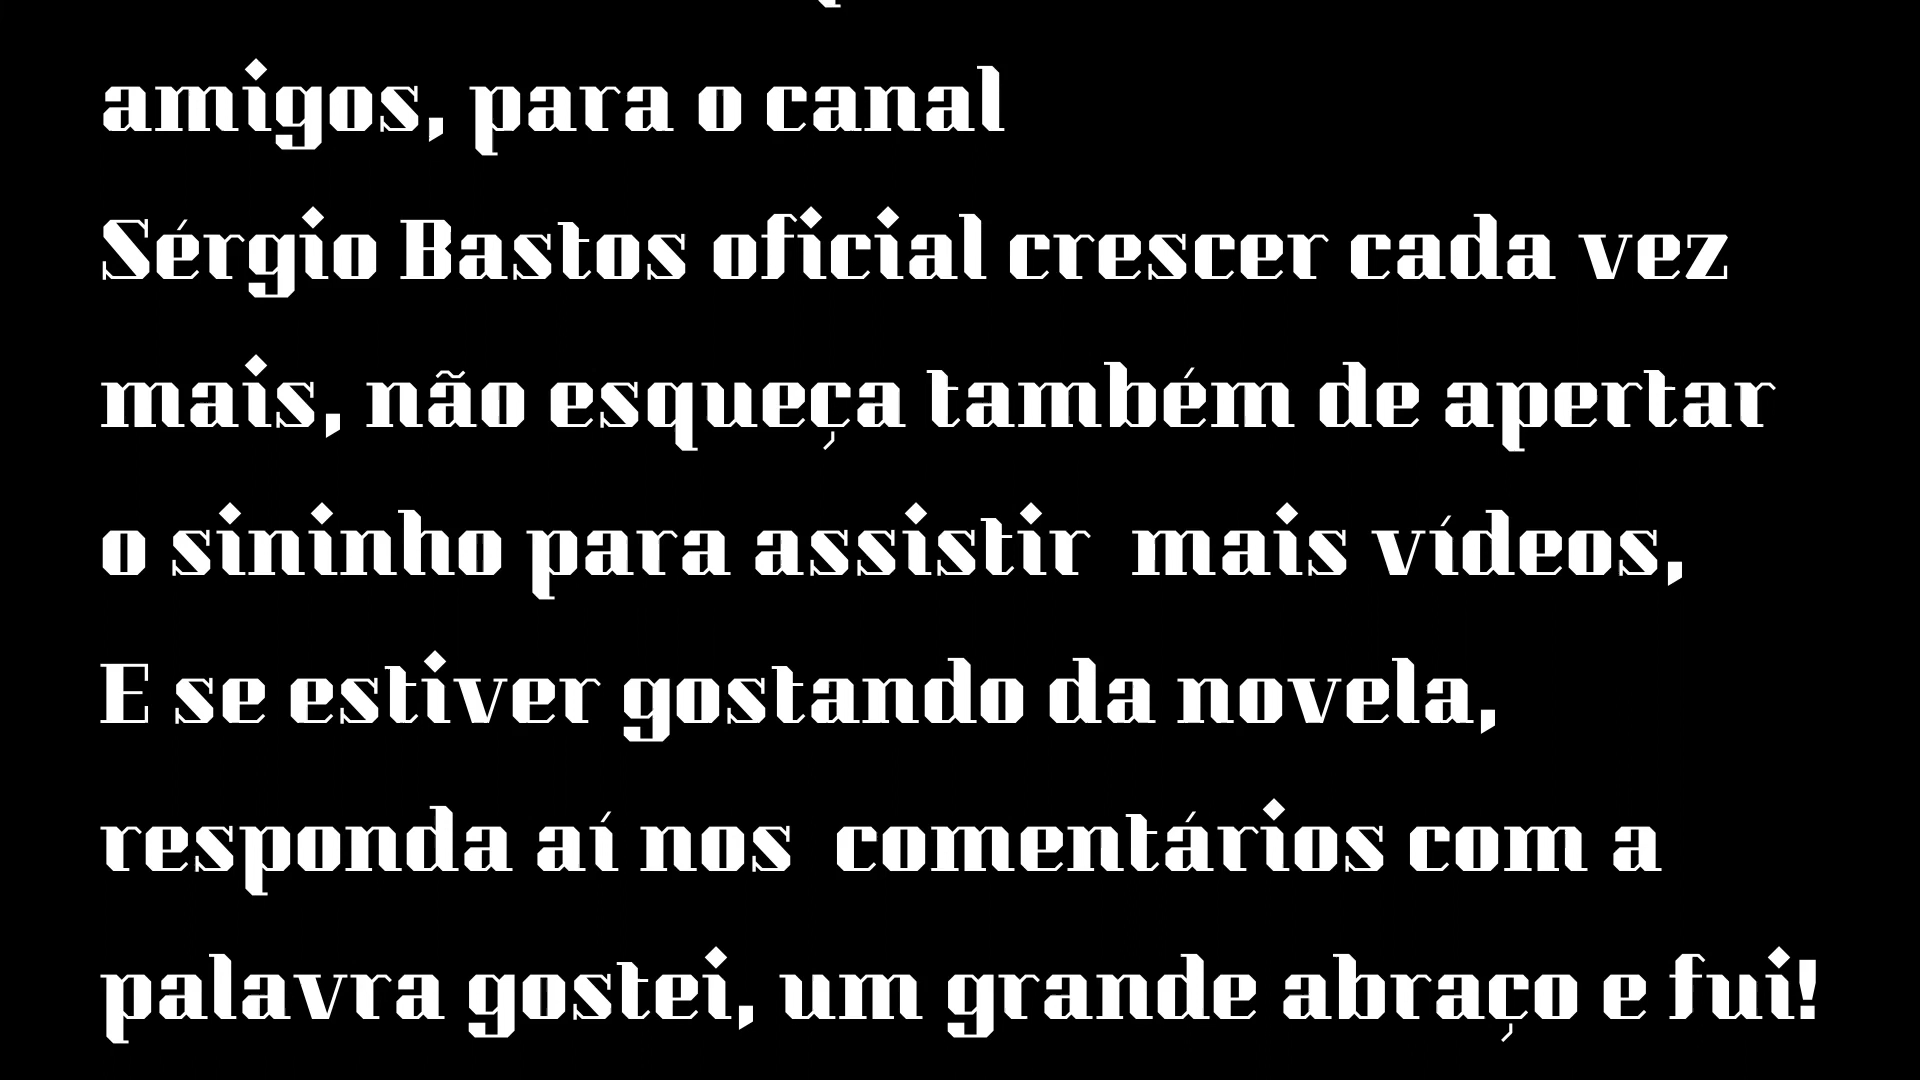 amigos, para o canal
Sérgio Bastos oficial crescer cada vez
mais, não esqueça também de apertar
o sininho para assistir  mais vídeos,
E se estiver gostando da novela,
responda aí nos  comentários com a
palavra gostei, um grande abraço e fui!